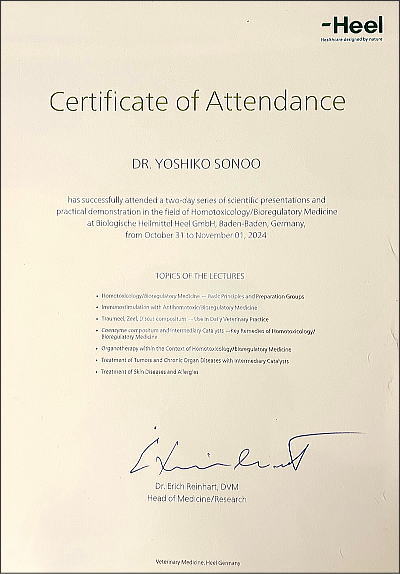 -Heel
Healthcare designed by nature
Certificate of Attendance
DR. YOSHIKO SONOO
has successfully attended a two-day series of scientific presentations and
practical demonstration in the field of Homotoxicology/Bioregulatory Medicine
at Biologische Heilmittel Heel GmbH, Baden-Baden, Germany,
from October 31 to November 01, 2024
TOPICS OF THE LECTURES
• Homotoxicology/Bioregulatory Medicine — Basic Principles and Preparation Groups
• Immunostimulation with Antihomotoxic/Bioregulatory Medicine
• Traumeel, Zeel, Discus compositum — Use in Daily Veterinary Practice
• Coenzyme compositum and Intermediary Catalysts — Key Remedies of Homotoxicology/
Bioregulatory Medicine
• Organotherapy within the Context of Homotoxicology/Bioregulatory Medicine
• Treatment of Tumors and Chronic Organ Diseases with Intermediary Catalysts
• Treatment of Skin Diseases and Allergies
Dr. Erich Reinhart, DVM
Head of Medicine/Research
Veterinary Medicine, Heel Germany